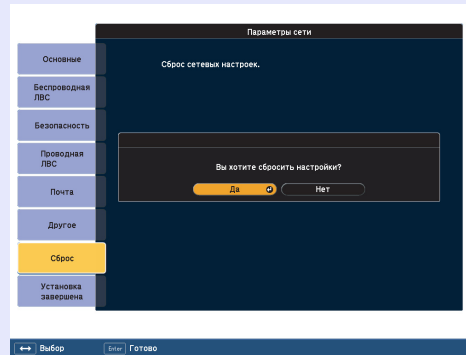 Параметры сети
Основные
Беспроводная
ЛВС
Безопасность
Проводная
ЛВС
Почта
Другое
Сброс
Установка
завершена
Сброс сетевых настроек.
Вы хотите сбросить настройки?
Да
Нет
Выбор
Enter Готово